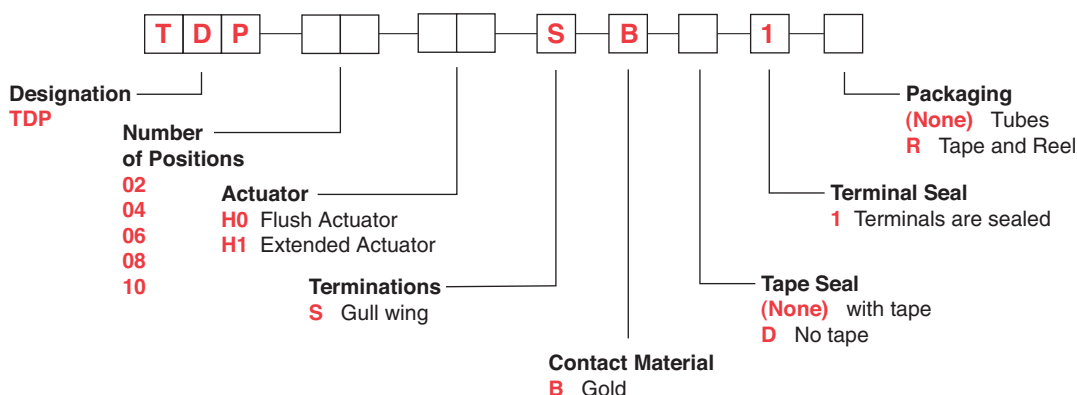 T D P S B 1
Designation
TDP
Number
of Positions
02
04
06
08
10
Actuator
H0 Flush Actuator
H1 Extended Actuator
Terminations
S Gull wing
Contact Material
B Gold
Tape Seal
(None) with tape
D No tape
Terminal Seal
1 Terminals are sealed
Packaging
(None) Tubes
R Tape and Reel